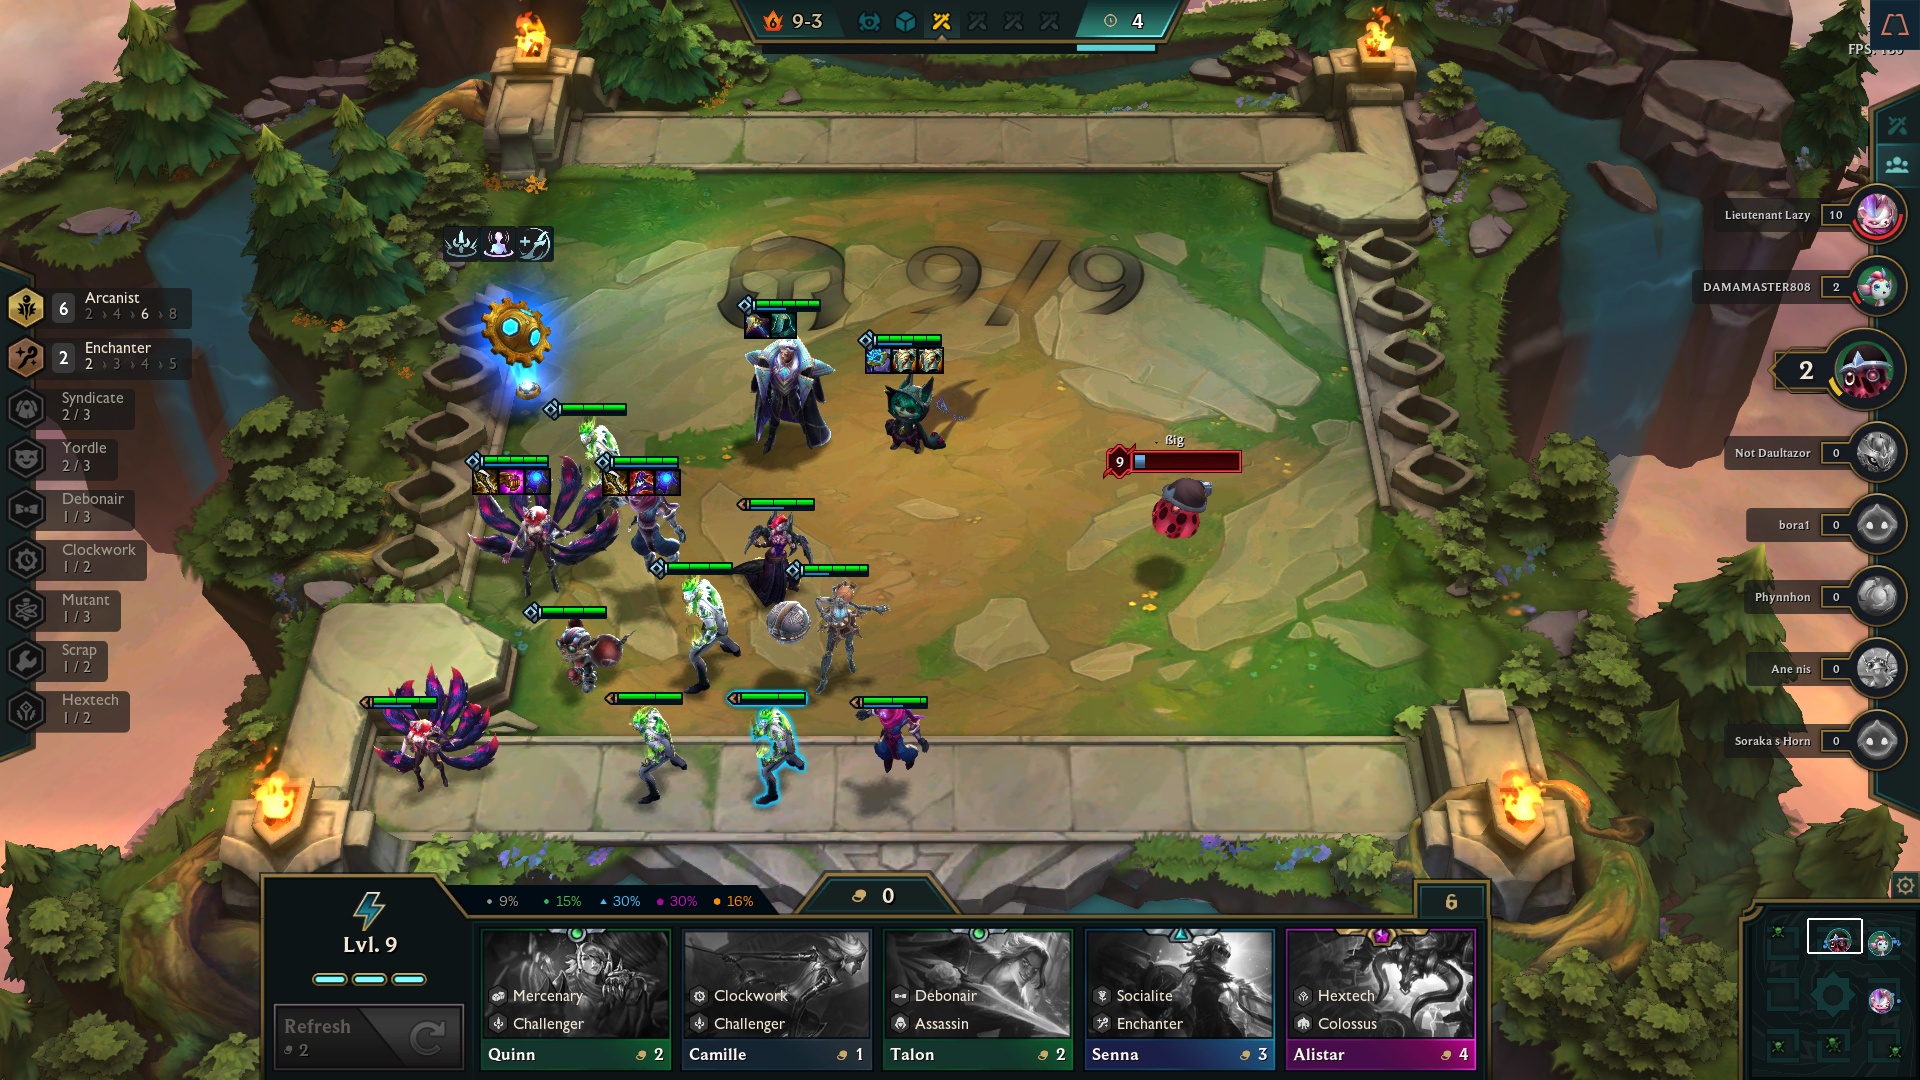 9-3
4
FPS:
Lieutenant Lazy 10
DAMAMASTER808 2
2
Not Daultazor 0
bora1 0
Phynnhon 0
Ane nis 0
Soraka s Horn 0
6 Arcanist
2 › 4 › 6 › 8
2 Enchanter
2 › 3 › 4 › 5
Syndicate
2 / 3
Yordle
2 / 3
Debonair
1 / 3
Clockwork
1 / 2
Mutant
1 / 3
Scrap
1 / 2
Hextech
1 / 2
9/9
ßig
9
Lvl. 9
9% 15% 30% 30% 16%
0
6
Refresh
2
Mercenary
Challenger
Quinn 2
Clockwork
Challenger
Camille 1
Debonair
Assassin
Talon 2
Socialite
Enchanter
Senna 3
Hextech
Colossus
Alistar 4